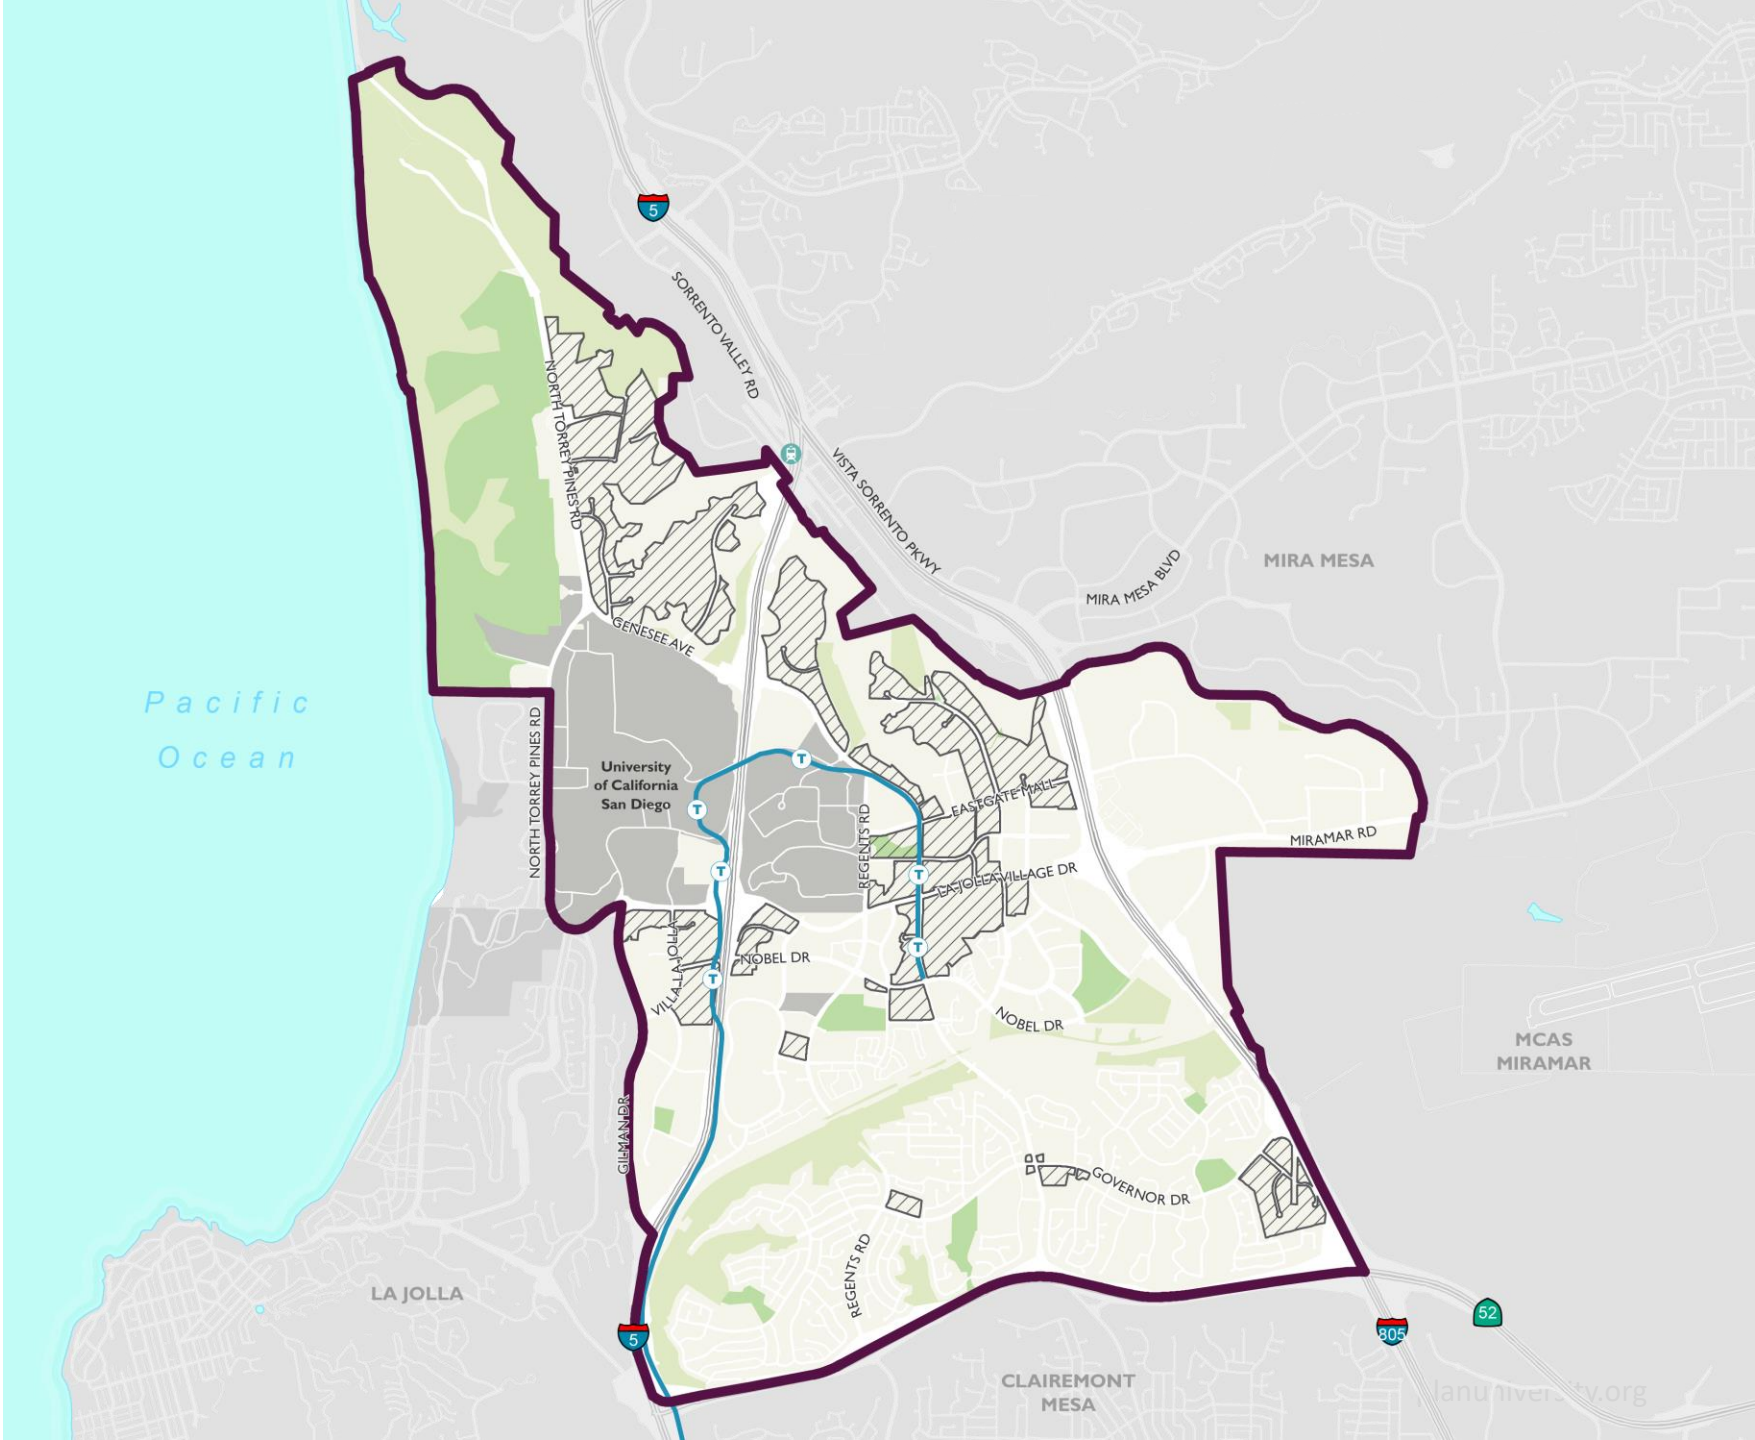 5
SORRENTO VALLEY RD
NORTH TORREY PINES RD
VISTA SORRENTO PKWY
MIRA MESA
MIRA MESA BLVD
GENESEE AVE
Pacific
Ocean
NORTH TORREY PINES RD
University
of California
San Diego
T
T
T
T
T
T
REGENTS RD
EASTGATE MALL
MIRAMAR RD
LA JOLLA VILLAGE DR
VILLA LA JOLLA
NOBEL DR
NOBEL DR
MCAS
MIRAMAR
GILMAN DR
GOVERNOR DR
REGENTS RD
LA JOLLA
5
52
805
CLAIREMONT
MESA
planuniversity.org